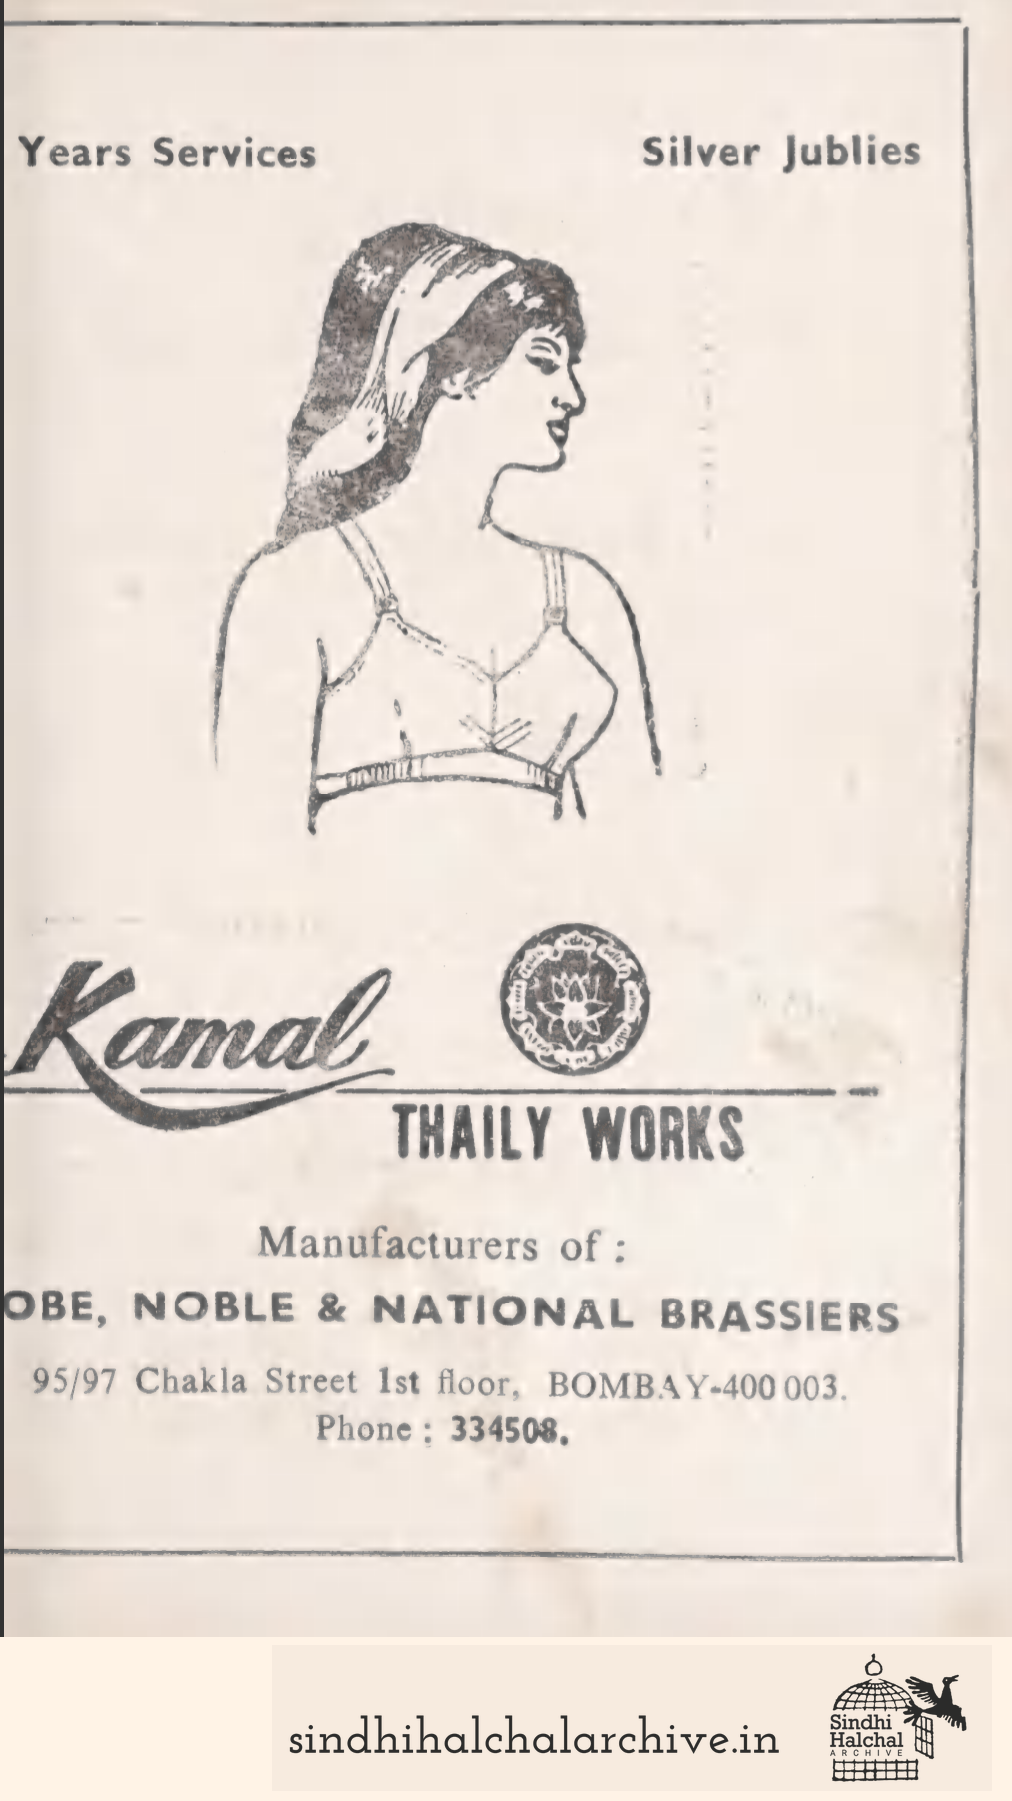 Years Services Silver Jublies
Kamal
THAILY WORKS
Manufacturers of :
OBE, NOBLE & NATIONAL BRASSIERS
95/97 Chakla Street 1st floor, BOMBAY-400 003.
Phone : 334508.
sindhihalchalarchive.in
Sindhi
Halchal
ARCHIVE